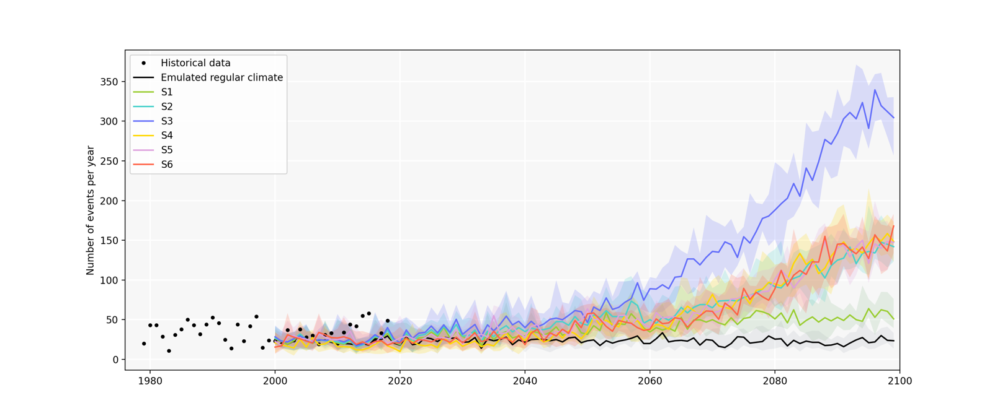 Number of events per year
350
300
250
200
150
100
50
0
Historical data
Emulated regular climate
S1
S2
S3
S4
S5
S6
1980
2000
2020
2040
2060
2080
2100